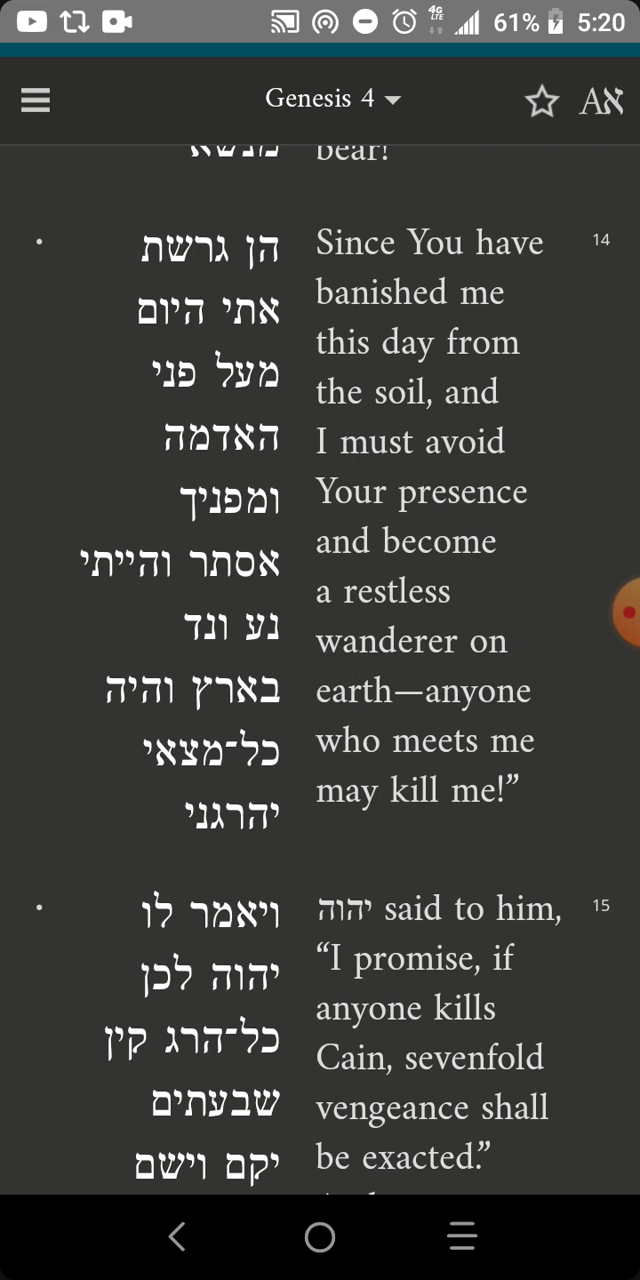 4G
LTE
61%
5:20
Genesis 4
Aא
bear!
14
הן גרשת
אתי היום
מעל פני
האדמה
ומפניך
אסתר והייתי
נע ונד
בארץ והיה
כל־מצאי
יהרגני
Since You have
banished me
this day from
the soil, and
I must avoid
Your presence
and become
a restless
wanderer on
earth—anyone
who meets me
may kill me!”
15
ויאמר לו
יהוה לכן
כל־הרג קין
שבעתים
יקם וישם
יהוה said to him,
“I promise, if
anyone kills
Cain, sevenfold
vengeance shall
be exacted.”